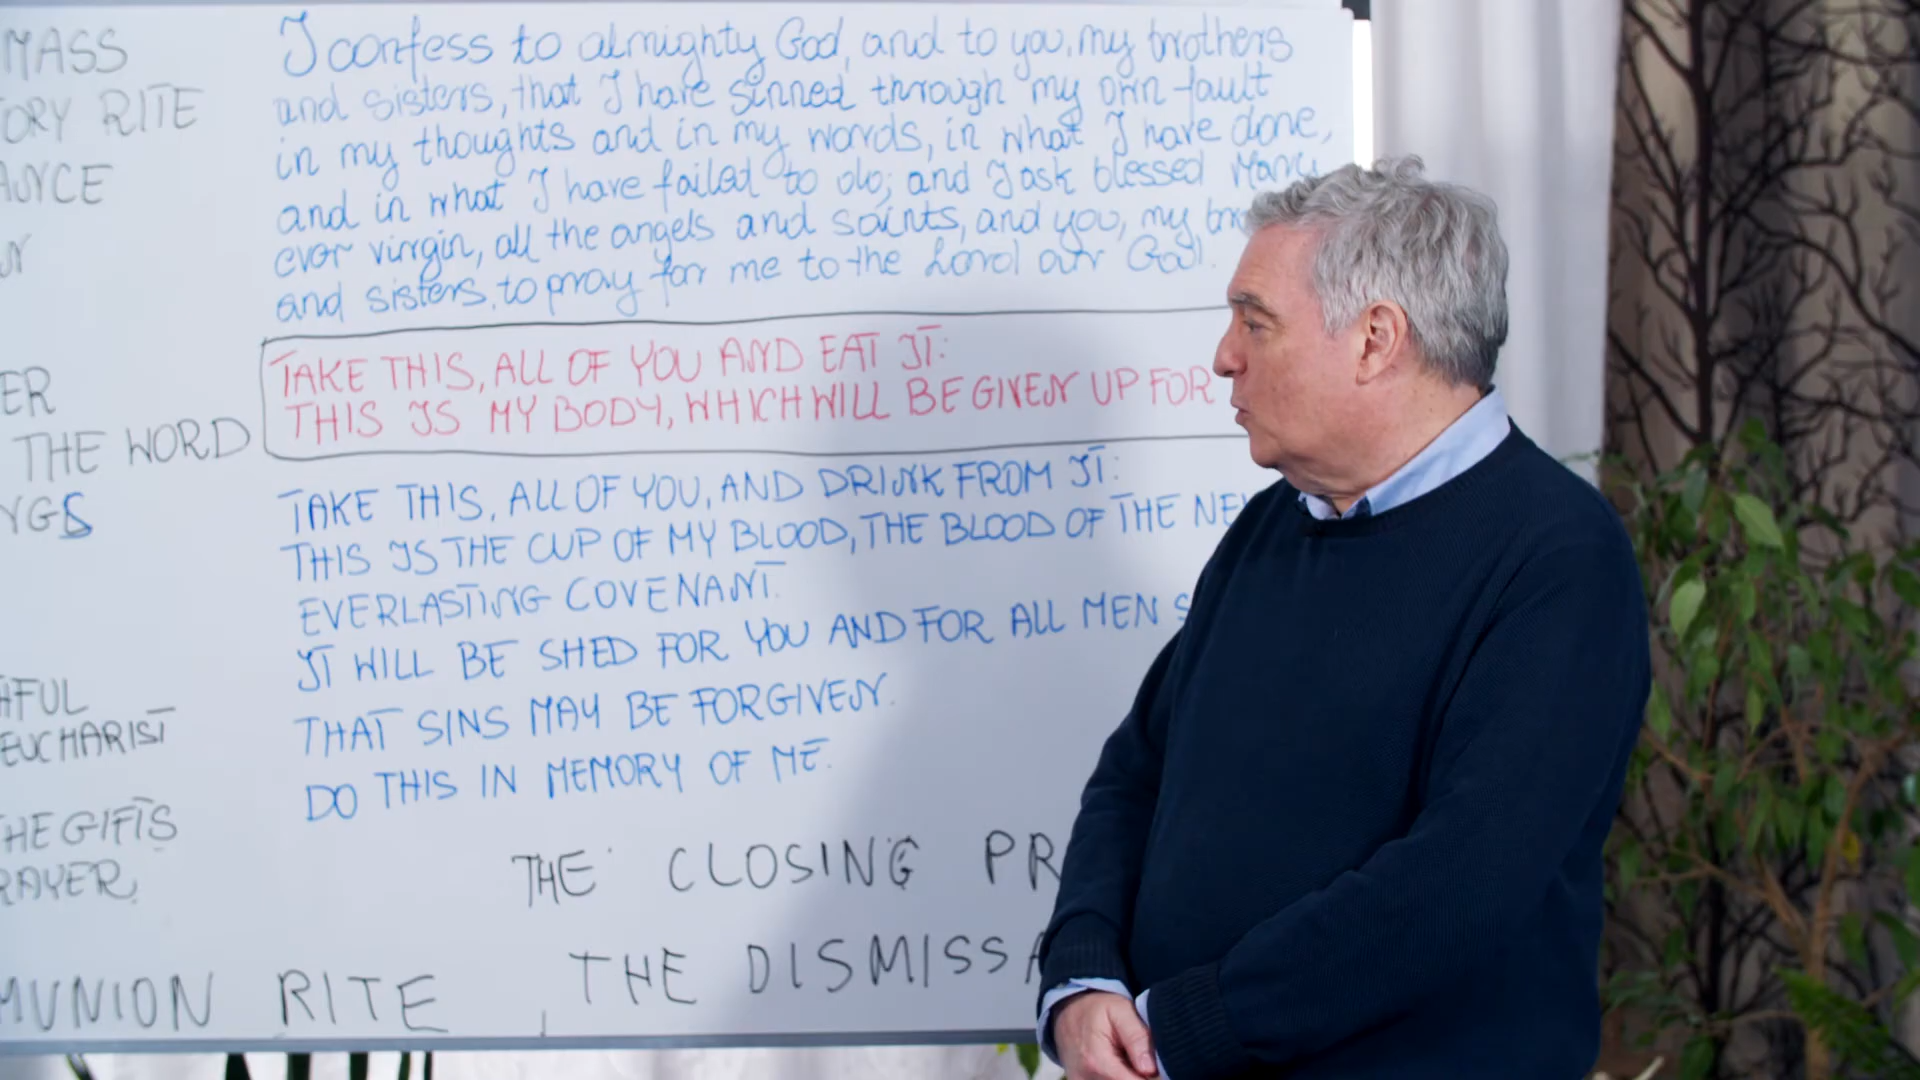 MASS
ORY RITE
ANCE
N
ER
THE WORD
NGS
HFUL
EUCHARIST
THE GIFTS
RAYER
MUNION RITE
I confess to almighty God, and to you, my brothers
and sisters, that I have sinned through my own fault
in my thoughts and in my words, in what I have done,
and in what I have failed to do; and I ask blessed Mary
ever virgin, all the angels and saints, and you, my bro
and sisters, to pray for me to the Lord our God.
TAKE THIS, ALL OF YOU AND EAT IT:
THIS IS MY BODY, WHICH WILL BE GIVEN UP FOR
TAKE THIS, ALL OF YOU, AND DRINK FROM IT:
THIS IS THE CUP OF MY BLOOD, THE BLOOD OF THE NE
EVERLASTING COVENANT.
IT WILL BE SHED FOR YOU AND FOR ALL MEN S
THAT SINS MAY BE FORGIVEN.
DO THIS IN MEMORY OF ME.
THE CLOSING PR
THE DISMISSA